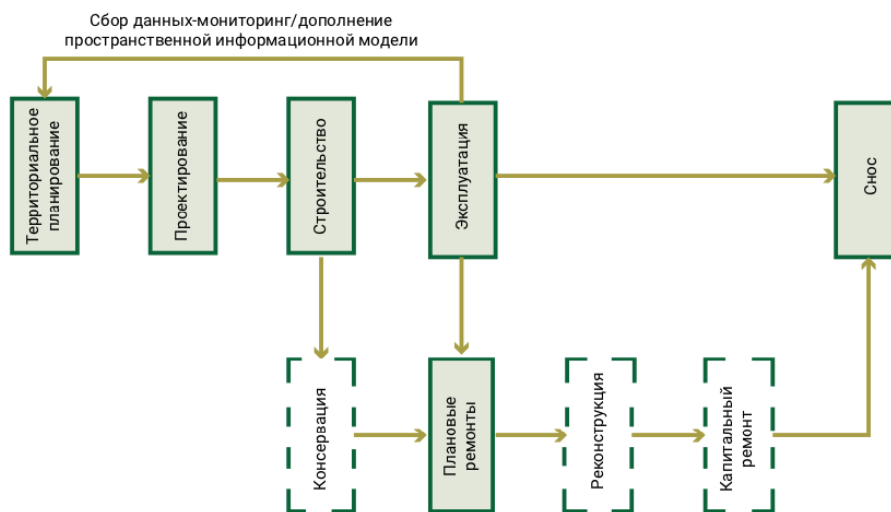 Сбор данных-мониторинг/дополнение
пространственной информационной модели
Территориальное
планирование
Проектирование
Строительство
Эксплуатация
Снос
Консервация
Плановые
ремонты
Реконструкция
Капитальный
ремонт